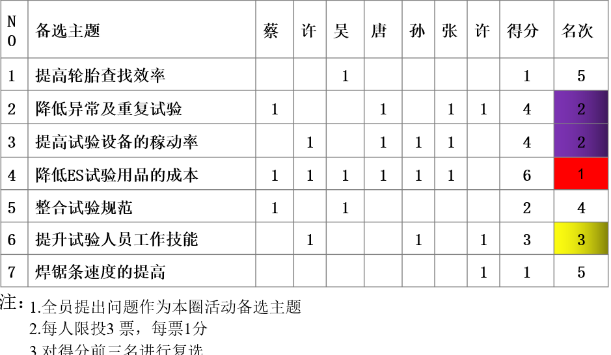 NO 备选主题 蔡 许 吴 唐 孙 张 许 得分 名次
1 提高轮胎查找效率 1 1 5
2 降低异常及重复试验 1 1 1 1 4 2
3 提高试验设备的稼动率 1 1 1 1 4 2
4 降低ES试验用品的成本 1 1 1 1 1 1 6 1
5 整合试验规范 1 1 2 4
6 提升试验人员工作技能 1 1 1 3 3
7 焊锯条速度的提高 1 1 5
注：1.全员提出问题作为本圈活动备选主题
2.每人限投3 票，每票1分
3.对得分前三名进行复选